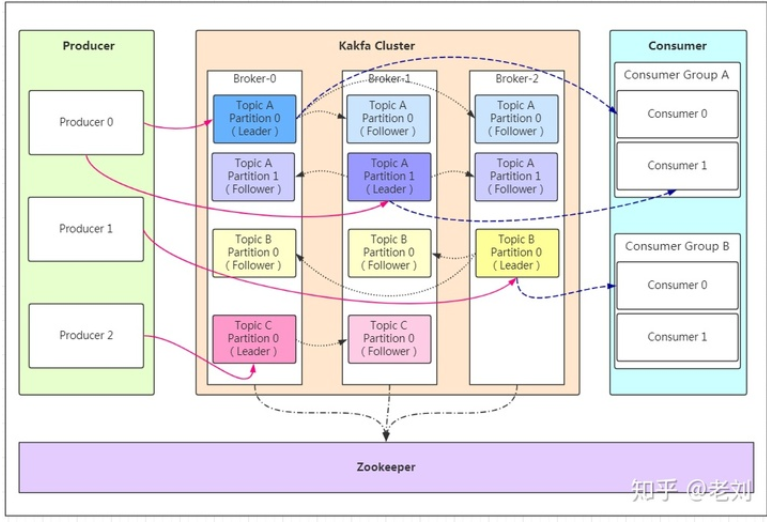 Producer
Kakfa Cluster
Consumer
Producer 0
Producer 1
Producer 2
Broker-0
Topic A
Partition 0
( Leader )
Topic A
Partition 1
( Follower )
Topic B
Partition 0
( Follower )
Topic C
Partition 0
( Leader )
Broker-1
Topic A
Partition 0
( Follower )
Topic A
Partition 1
( Leader )
Topic B
Partition 0
( Follower )
Topic C
Partition 0
( Follower )
Broker-2
Topic A
Partition 0
( Follower )
Topic A
Partition 1
( Follower )
Topic B
Partition 0
( Leader )
Consumer Group A
Consumer 0
Consumer 1
Consumer Group B
Consumer 0
Consumer 1
Zookeeper
知乎 @老刘